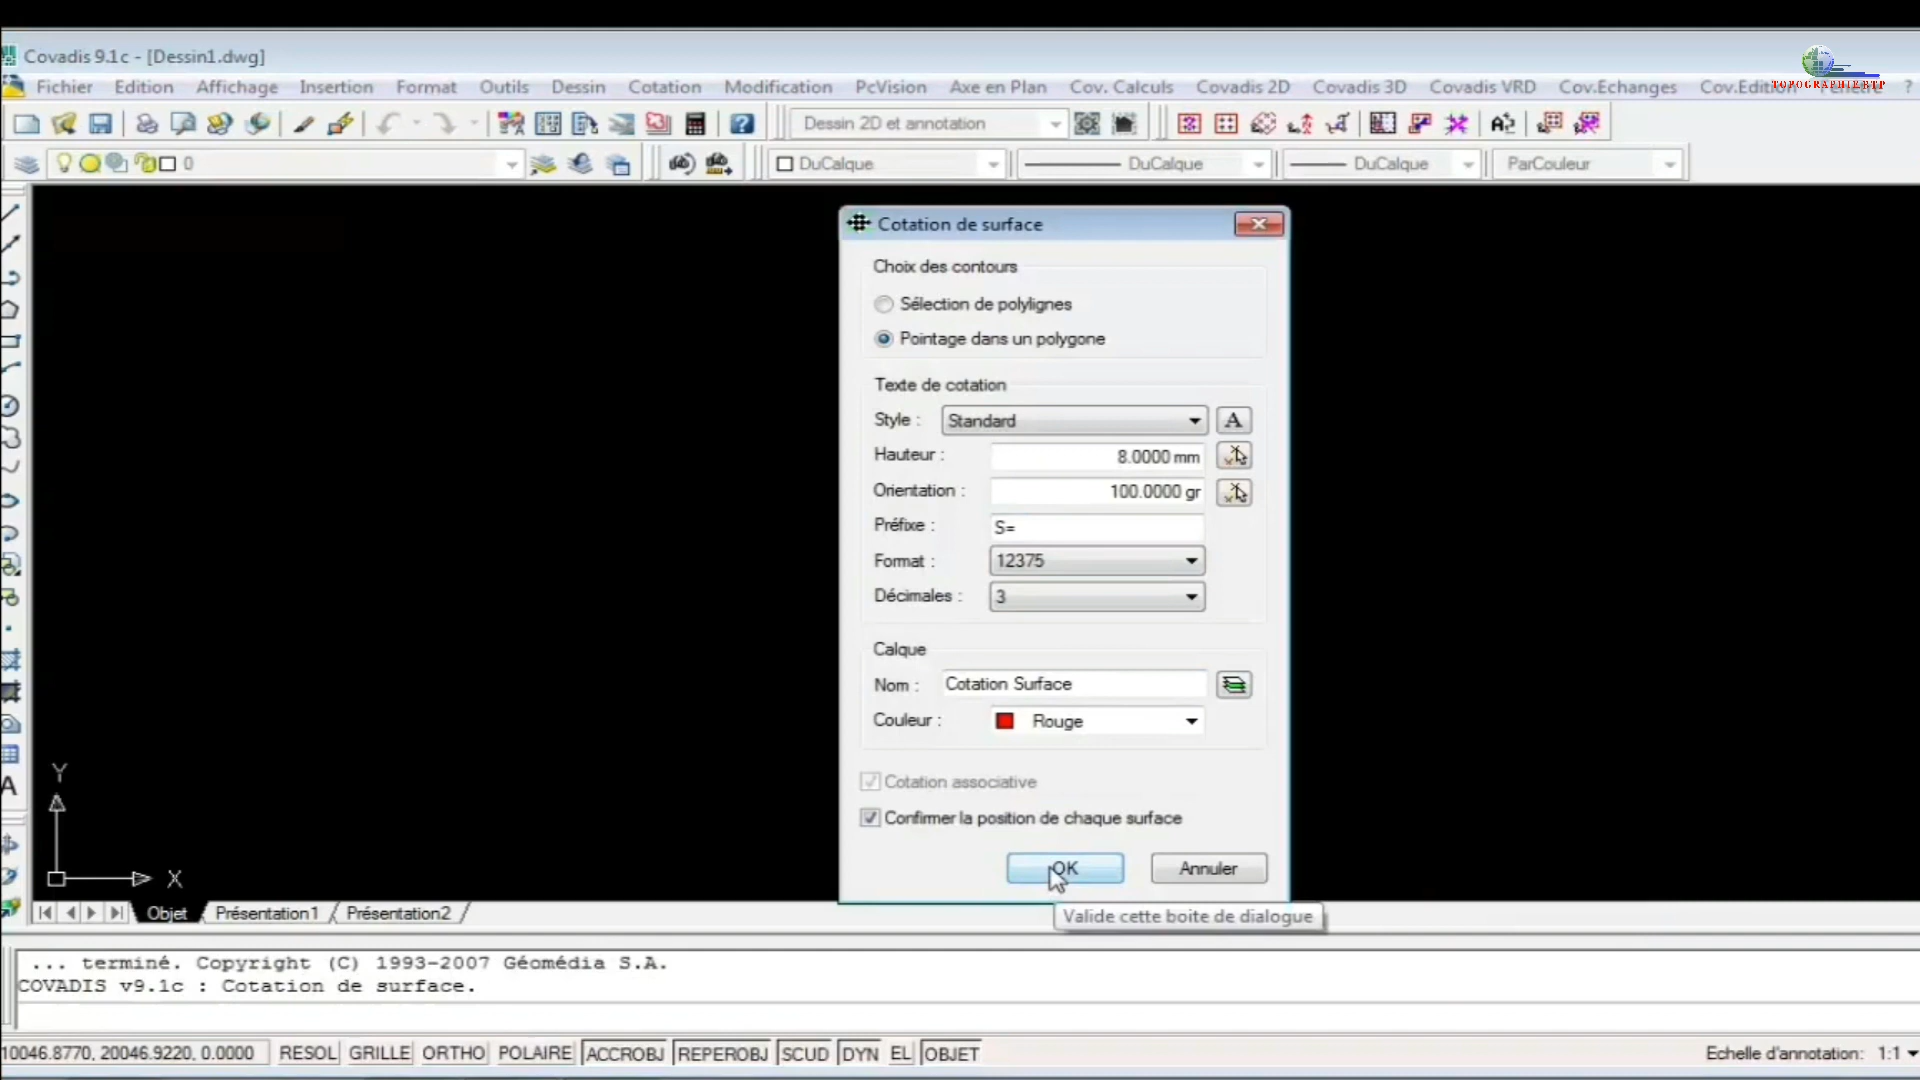 Covadis 9.1c - [Dessin1.dwg]
TOPOGRAPHIE.BTP
Fichier Edition Affichage Insertion Format Outils Dessin Cotation Modification PcVision Axe en Plan Cov. Calculs Covadis 2D Covadis 3D Covadis VRD Cov.Echanges Cov.Edition Fenêtre ?
Dessin 2D et annotation
0 DuCalque DuCalque DuCalque ParCouleur
Cotation de surface
Choix des contours
Sélection de polylignes
Pointage dans un polygone
Texte de cotation
Style : Standard A
Hauteur : 8.0000 mm
Orientation : 100.0000 gr
Préfixe : S=
Format : 12375
Décimales : 3
Calque
Nom : Cotation Surface
Couleur : Rouge
Cotation associative
Confirmer la position de chaque surface
OK Annuler
Valide cette boite de dialogue
Y
X
A
Objet Présentation1 Présentation2
... terminé. Copyright (C) 1993-2007 Géomédia S.A.
COVADIS v9.1c : Cotation de surface.
10046.8770, 20046.9220, 0.0000 RESOL GRILLE ORTHO POLAIRE ACCROBJ REPEROBJ SCUD DYN EL OBJET Echelle d'annotation: 1:1